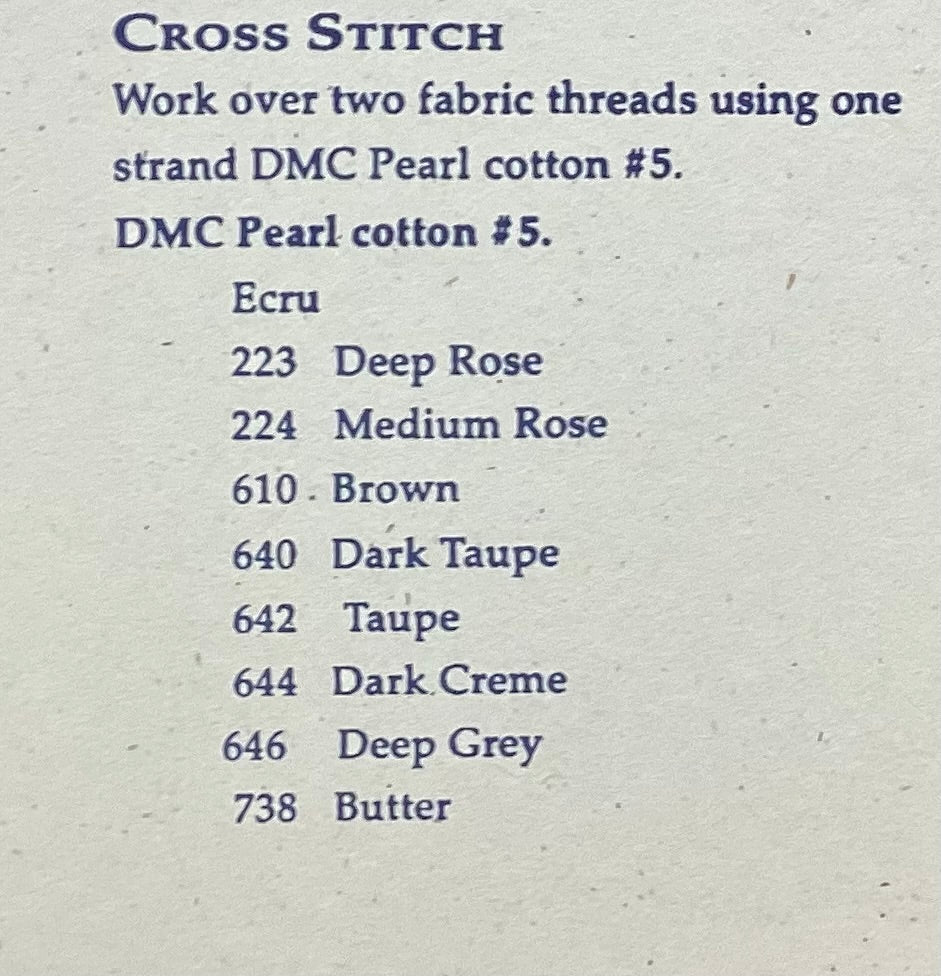 CROSS STITCH
Work over two fabric threads using one
strand DMC Pearl cotton #5.
DMC Pearl cotton #5.
Ecru
223 Deep Rose
224 Medium Rose
610 Brown
640 Dark Taupe
642 Taupe
644 Dark Creme
646 Deep Grey
738 Butter